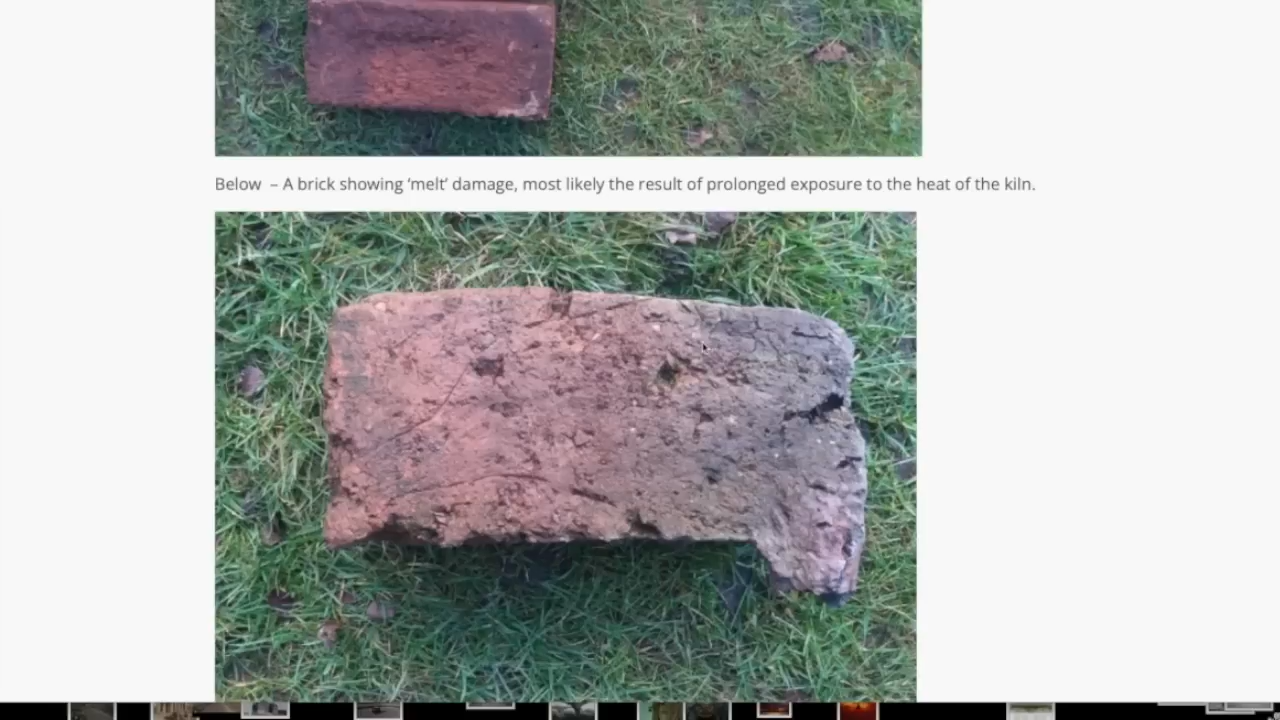 Below – A brick showing ‘melt’ damage, most likely the result of prolonged exposure to the heat of the kiln.